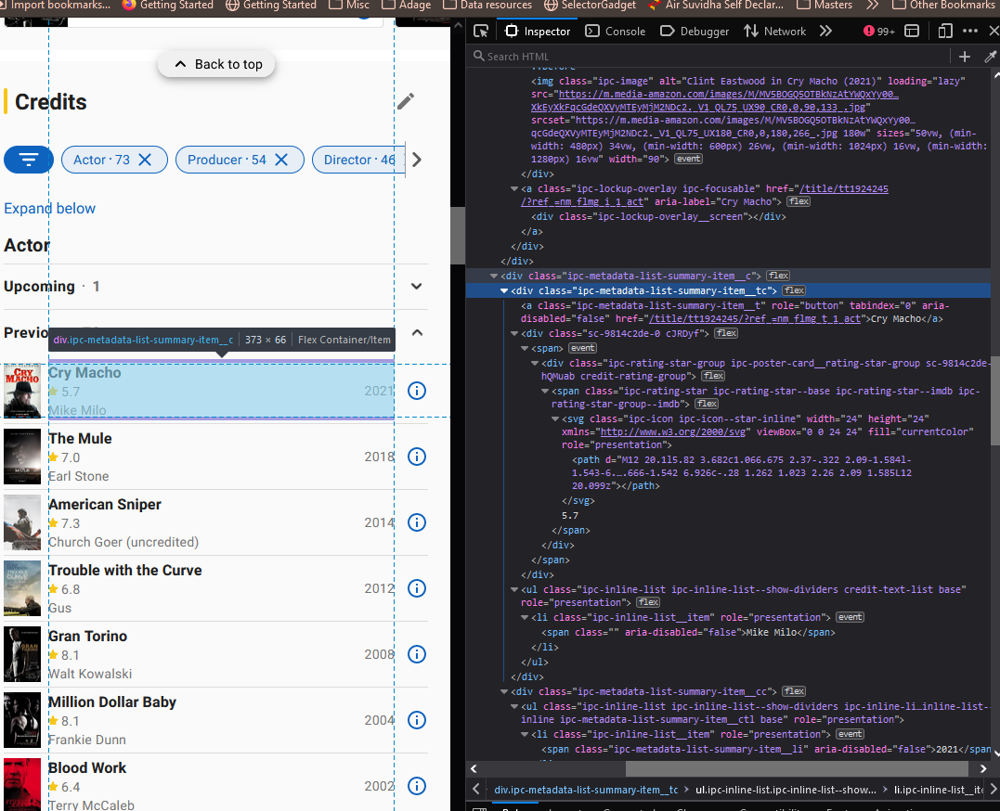 Import bookmarks...
Getting Started
Getting Started
Misc
Adage
Data resources
SelectorGadget
Air Suvidha Self Declar...
Masters
Other Bookmarks
Back to top
Credits
Actor · 73
Producer · 54
Director · 46
Expand below
Actor
Upcoming · 1
Previo
div.ipc-metadata-list-summary-item__c
373 × 66
Flex Container/Item
Cry Macho
5.7
2021
Mike Milo
The Mule
7.0
2018
Earl Stone
American Sniper
7.3
2014
Church Goer (uncredited)
Trouble with the Curve
6.8
2012
Gus
Gran Torino
8.1
2008
Walt Kowalski
Million Dollar Baby
8.1
2004
Frankie Dunn
Blood Work
6.4
2002
Terry McCaleb
Inspector
Console
Debugger
Network
99+
Search HTML
::before
<img class="ipc-image" alt="Clint Eastwood in Cry Macho (2021)" loading="lazy"
src="https://m.media-amazon.com/images/M/MV5BOGQ5OTBkNzAtYWQxYy00…
XkEyXkFqcGdeQXVyMTEyMjM2NDc2._V1_QL75_UX90_CR0,0,90,133_.jpg"
srcset="https://m.media-amazon.com/images/M/MV5BOGQ5OTBkNzAtYWQxYy00…
qcGdeQXVyMTEyMjM2NDc2._V1_QL75_UX180_CR0,0,180,266_.jpg 180w" sizes="50vw, (min-
width: 480px) 34vw, (min-width: 600px) 26vw, (min-width: 1024px) 16vw, (min-width:
1280px) 16vw" width="90"> event
</div>
<a class="ipc-lockup-overlay ipc-focusable" href="/title/tt1924245
/?ref_=nm_flmg_i_1_act" aria-label="Cry Macho"> flex
<div class="ipc-lockup-overlay__screen"></div>
</a>
</div>
</div>
<div class="ipc-metadata-list-summary-item__c"> flex
<div class="ipc-metadata-list-summary-item__tc"> flex
<a class="ipc-metadata-list-summary-item__t" role="button" tabindex="0" aria-
disabled="false" href="/title/tt1924245/?ref_=nm_flmg_t_1_act">Cry Macho</a>
<div class="sc-9814c2de-0 cJRDyf"> flex
<span> event
<div class="ipc-rating-star-group ipc-poster-card__rating-star-group sc-9814c2de-
hQMuab credit-rating-group"> flex
<span class="ipc-rating-star ipc-rating-star--base ipc-rating-star--imdb ipc-
rating-star-group--imdb"> flex
<svg class="ipc-icon ipc-icon--star-inline" width="24" height="24"
xmlns="http://www.w3.org/2000/svg" viewBox="0 0 24 24" fill="currentColor"
role="presentation">
<path d="M12 20.1l5.82 3.682c1.066.675 2.37-.322 2.09-1.584l-
1.543-6.….666-1.542 6.926c-.28 1.262 1.023 2.26 2.09 1.585L12
20.099z"></path>
</svg>
5.7
</span>
</div>
</span>
</div>
<ul class="ipc-inline-list ipc-inline-list--show-dividers credit-text-list base"
role="presentation"> flex
<li class="ipc-inline-list__item" role="presentation"> event
<span class="" aria-disabled="false">Mike Milo</span>
</li>
</ul>
</div>
<div class="ipc-metadata-list-summary-item__cc"> flex
<ul class="ipc-inline-list ipc-inline-list--show-dividers ipc-inline-li…inline-list--
inline ipc-metadata-list-summary-item__ctl base" role="presentation">
<li class="ipc-inline-list__item" role="presentation"> event
<span class="ipc-metadata-list-summary-item__li" aria-disabled="false">2021</span
div.ipc-metadata-list-summary-item__tc
ul.ipc-inline-list.ipc-inline-list--show...
li.ipc-inline-list__ite